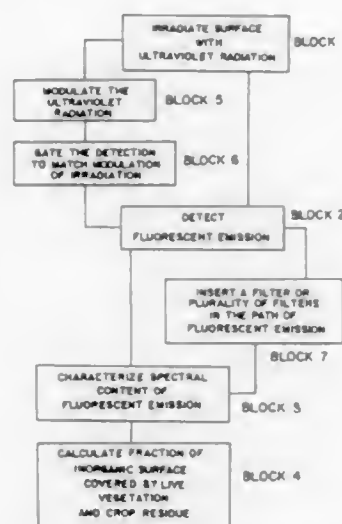 IRRADIATE SURFACE
WITH
ULTRAVIOLET RADIATION
BLOCK
MODULATE THE
ULTRAVIOLET
RADIATION
BLOCK 5
GATE THE DETECTION
TO MATCH MODULATION
OF IRRADIATION
BLOCK 6
DETECT
FLUORESCENT EMISSION
BLOCK 2
INSERT A FILTER OR
PLURALITY OF FILTERS
IN THE PATH OF
FLUORESCENT EMISSION
BLOCK 7
CHARACTERIZE SPECTRAL
CONTENT OF
FLUORESCENT EMISSION
BLOCK 3
CALCULATE FRACTION OF
INORGANIC SURFACE
COVERED BY LIVE
VEGETATION
AND CROP RESIDUE
BLOCK 4